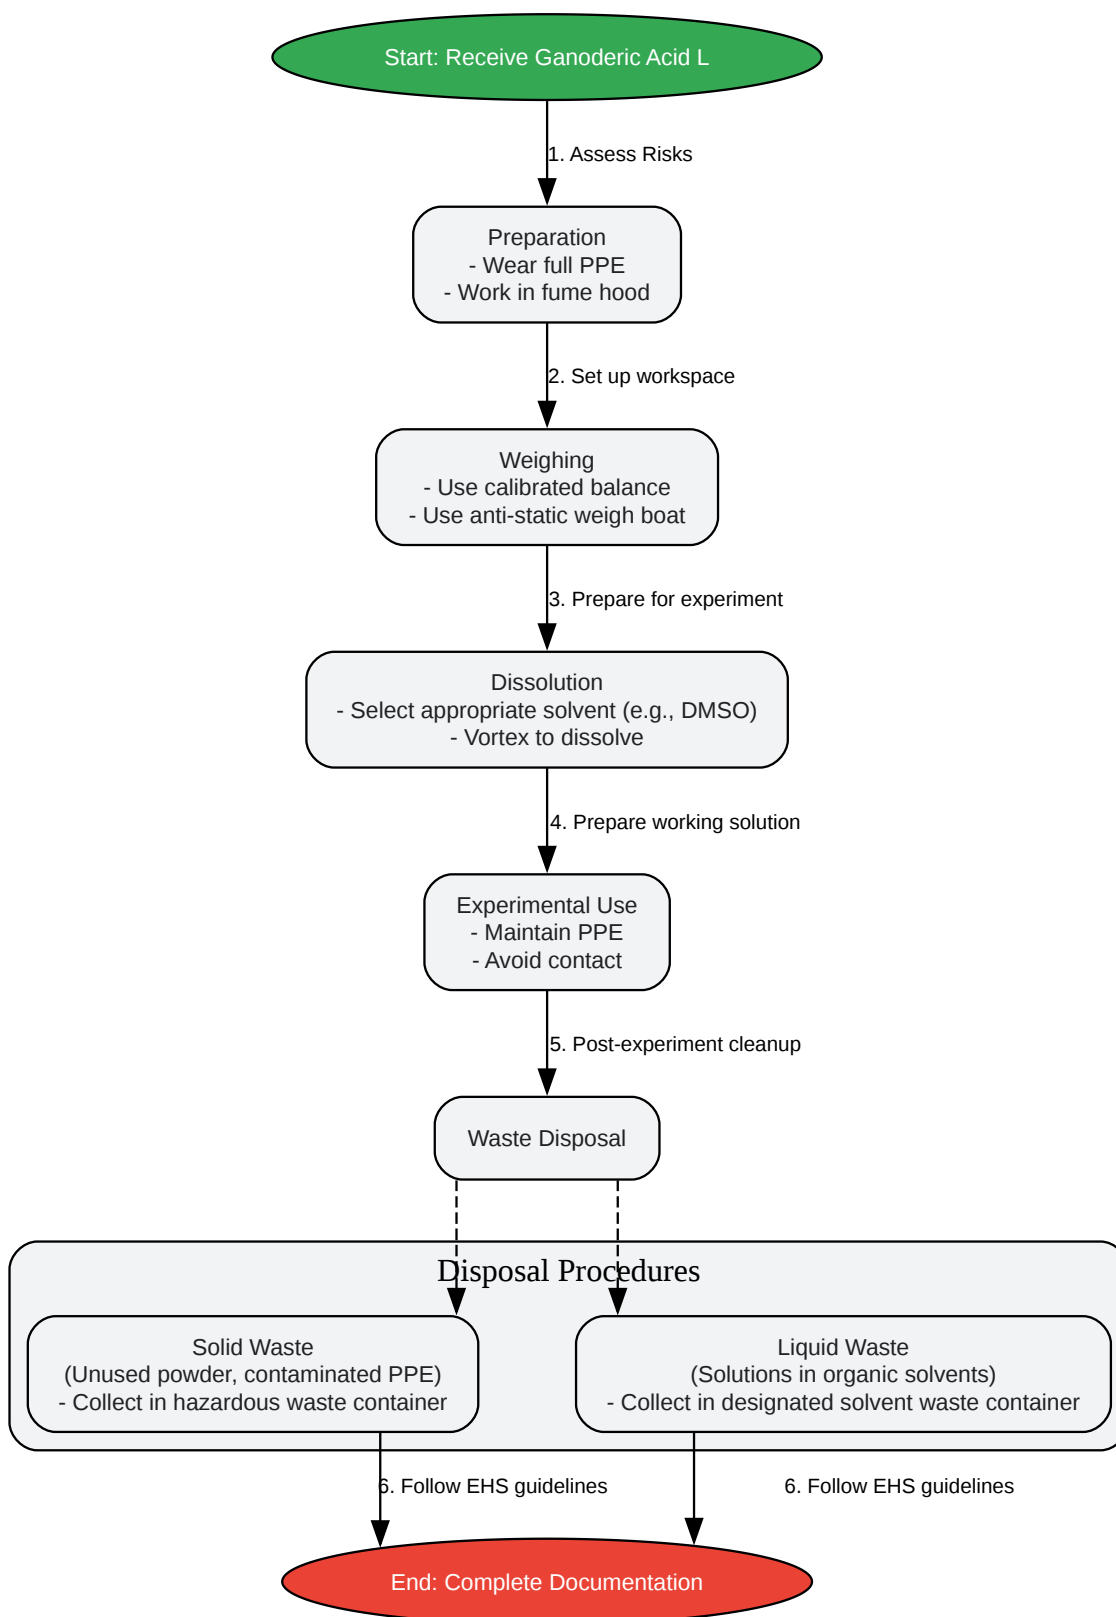 Start: Receive Ganoderic Acid L
1. Assess Risks
Preparation
- Wear full PPE
- Work in fume hood
2. Set up workspace
Weighing
- Use calibrated balance
- Use anti-static weigh boat
3. Prepare for experiment
Dissolution
- Select appropriate solvent (e.g., DMSO)
- Vortex to dissolve
4. Prepare working solution
Experimental Use
- Maintain PPE
- Avoid contact
5. Post-experiment cleanup
Waste Disposal
Disposal Procedures
Solid Waste
(Unused powder, contaminated PPE)
- Collect in hazardous waste container
Liquid Waste
(Solutions in organic solvents)
- Collect in designated solvent waste container
6. Follow EHS guidelines
6. Follow EHS guidelines
End: Complete Documentation